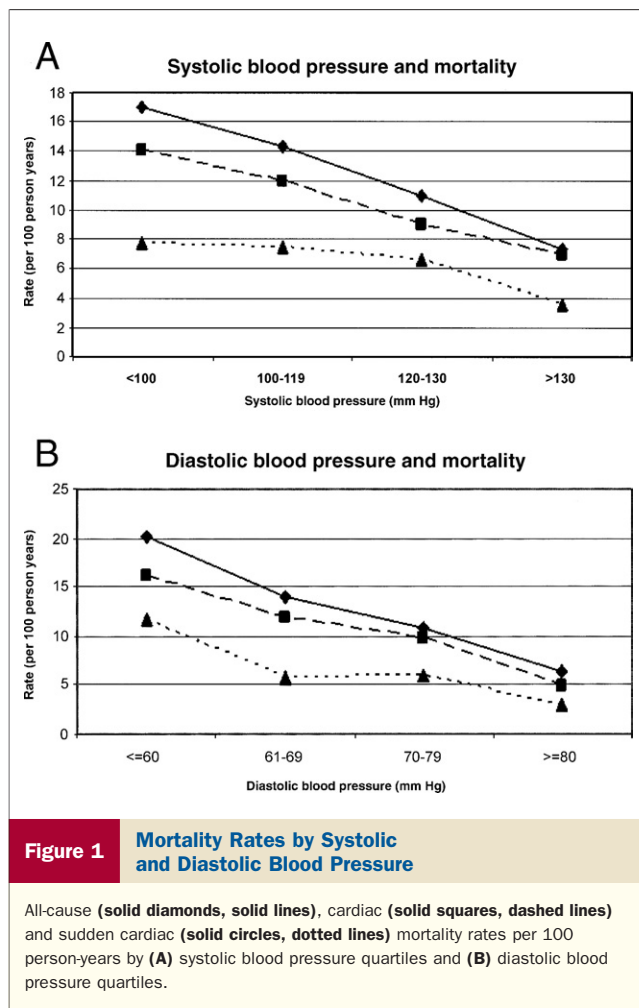 A
Systolic blood pressure and mortality
Rate (per 100 person years)
18
16
14
12
10
8
6
4
2
0
<100 100-119 120-130 >130
Systolic blood pressure (mm Hg)
B
Diastolic blood pressure and mortality
Rate (per 100 person years)
25
20
15
10
5
0
<=60 61-69 70-79 >=80
Diastolic blood pressure (mm Hg)
Figure 1
Mortality Rates by Systolic
and Diastolic Blood Pressure
All-cause (solid diamonds, solid lines), cardiac (solid squares, dashed lines)
and sudden cardiac (solid circles, dotted lines) mortality rates per 100
person-years by (A) systolic blood pressure quartiles and (B) diastolic blood
pressure quartiles.